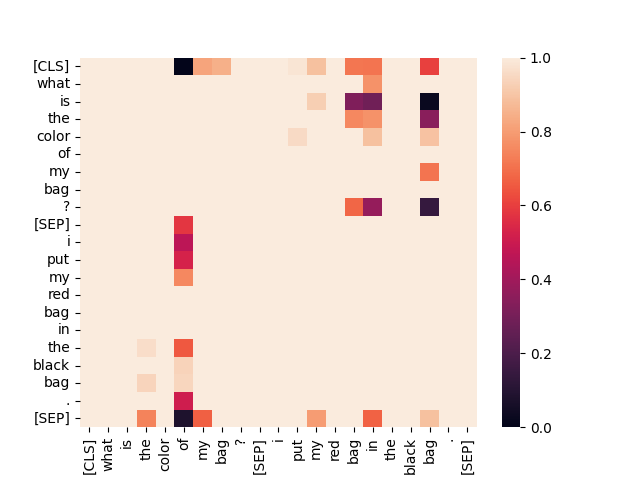 [CLS]
what
is
the
color
of
my
bag
?
[SEP]
i
put
my
red
bag
in
the
black
bag
.
[SEP]
[CLS]
what
is
the
color
of
my
bag
?
[SEP]
i
put
my
red
bag
in
the
black
bag
.
[SEP]
1.0
0.8
0.6
0.4
0.2
0.0